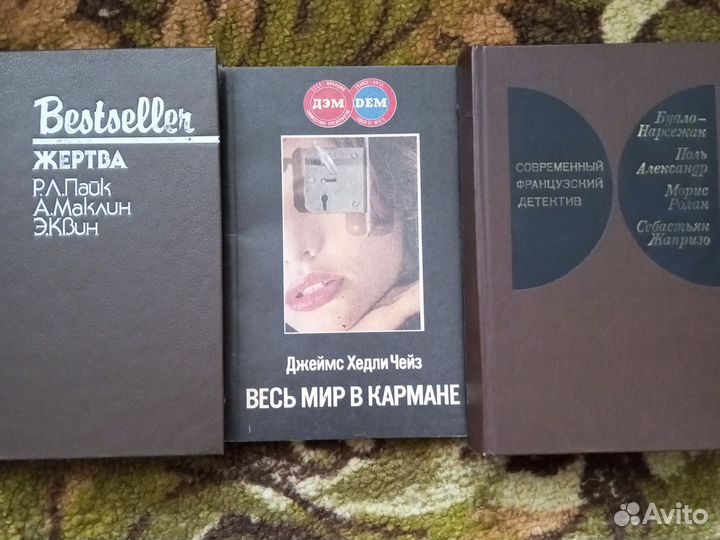 Bestseller
ЖЕРТВА
Р.Л.Пайк
А.Маклин
Э.Квин
ДЭМ DEM
Джеймс Хедли Чейз
ВЕСЬ МИР В КАРМАНЕ
СОВРЕМЕННЫЙ
ФРАНЦУЗСКИЙ
ДЕТЕКТИВ
Буало-
Нарсежак
Поль
Александр
Морис
Ролан
Себастьян
Жапризо
Avito